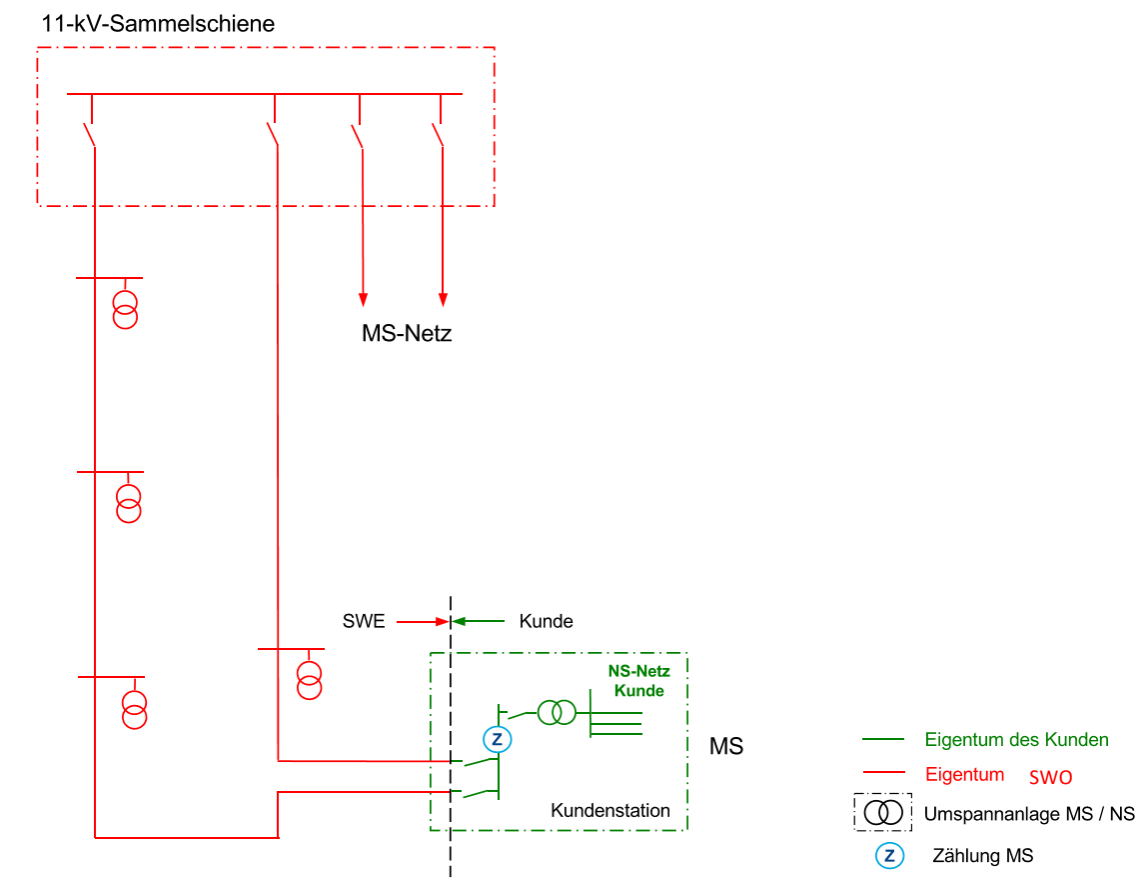 11-kV-Sammelschiene
MS-Netz
SWE
Kunde
NS-Netz
Kunde
Z
MS
Kundenstation
Eigentum des Kunden
Eigentum SWO
Umspannanlage MS / NS
Z
Zählung MS